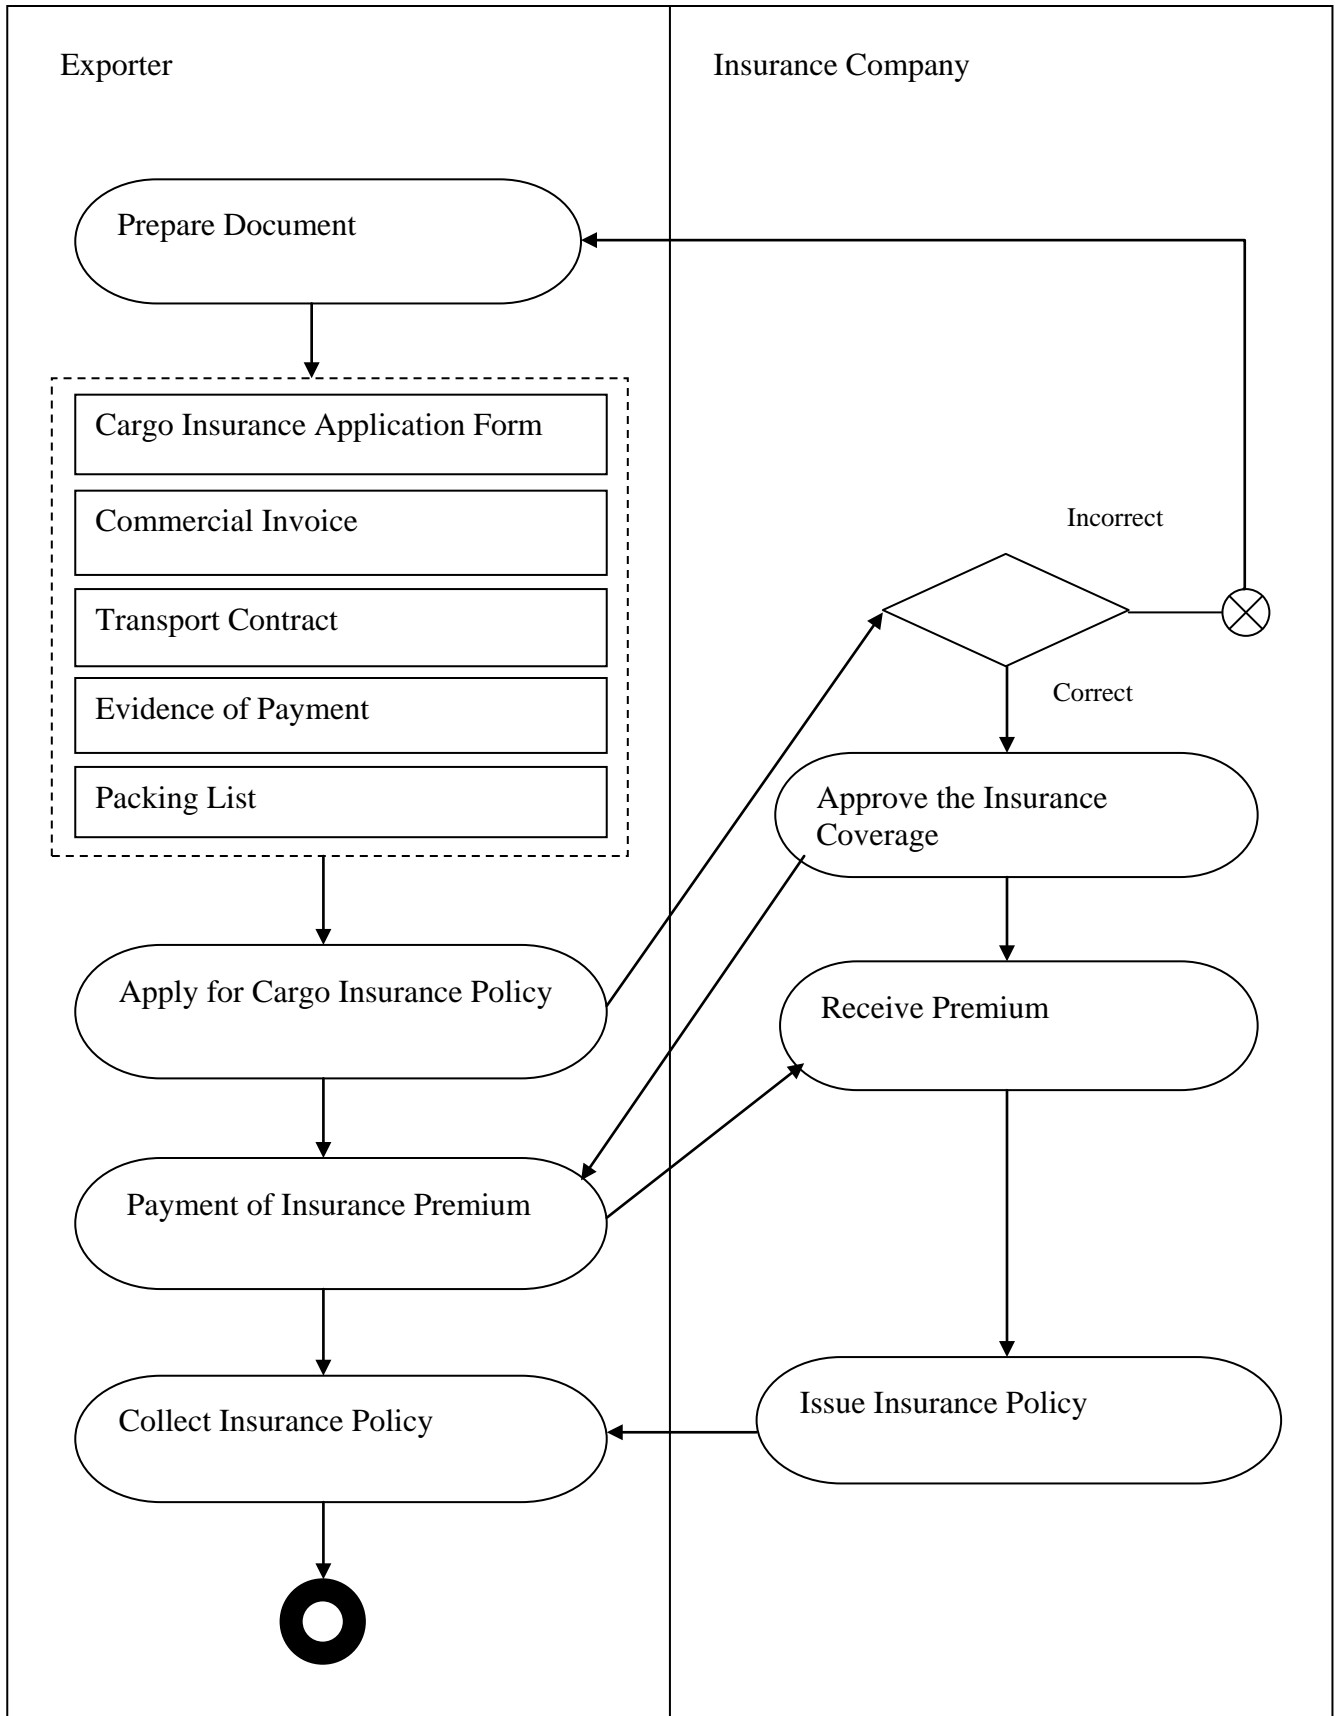 Exporter
Insurance Company
Prepare Document
Cargo Insurance Application Form
Commercial Invoice
Transport Contract
Evidence of Payment
Packing List
Incorrect
Correct
Approve the Insurance
Coverage
Apply for Cargo Insurance Policy
Receive Premium
Payment of Insurance Premium
Issue Insurance Policy
Collect Insurance Policy